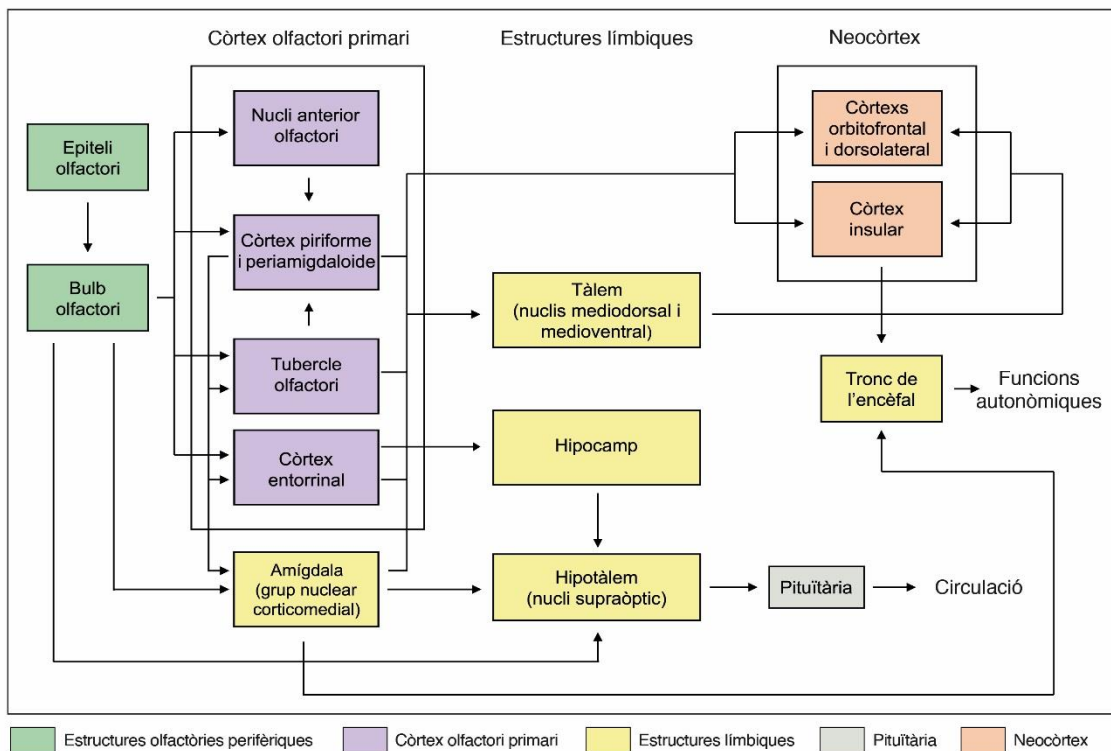 Còrtex olfactori primari
Estructures límbiques
Neocòrtex
Epiteli
olfactori
Bulb
olfactori
Nucli anterior
olfactori
Còrtex piriforme
i periamigdaloide
Tubercle
olfactori
Còrtex
entorrinal
Amígdala
(grup nuclear
corticomedial)
Tàlem
(nuclis mediodorsal i
medioventral)
Hipocamp
Hipotàlem
(nucli supraòptic)
Còrtexs
orbitofrontal
i dorsolateral
Còrtex
insular
Tronc de
l'encèfal
Funcions
autonòmiques
Pituïtària
Circulació
Estructures olfactòries perifèriques
Còrtex olfactori primari
Estructures límbiques
Pituïtària
Neocòrtex